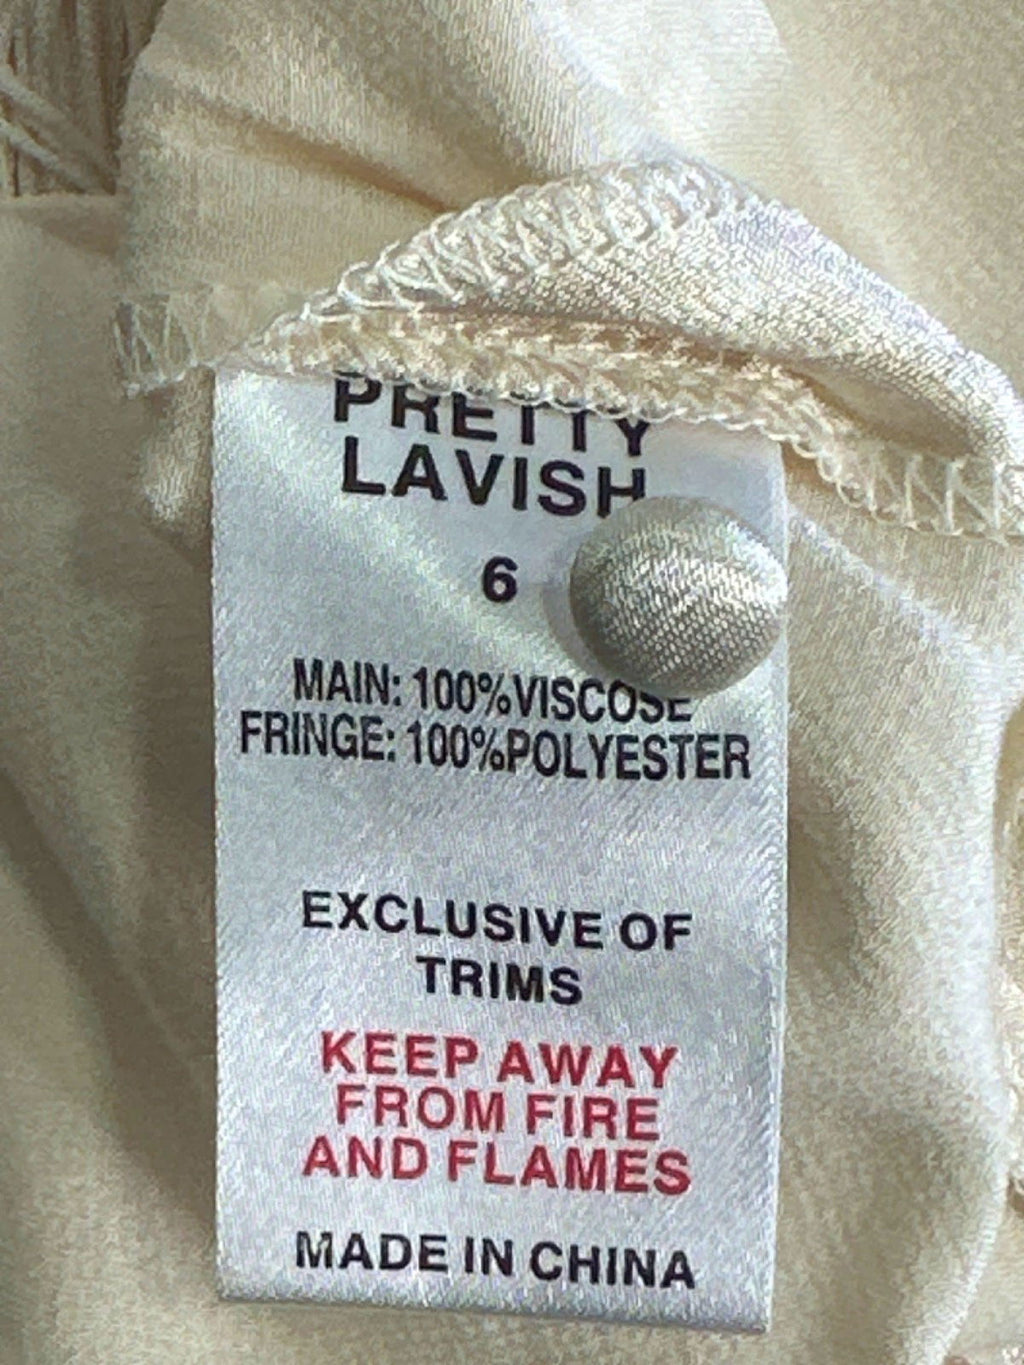 PRETTY
LAVISH
6
MAIN: 100%VISCOSE
FRINGE: 100%POLYESTER
EXCLUSIVE OF
TRIMS
KEEP AWAY
FROM FIRE
AND FLAMES
MADE IN CHINA